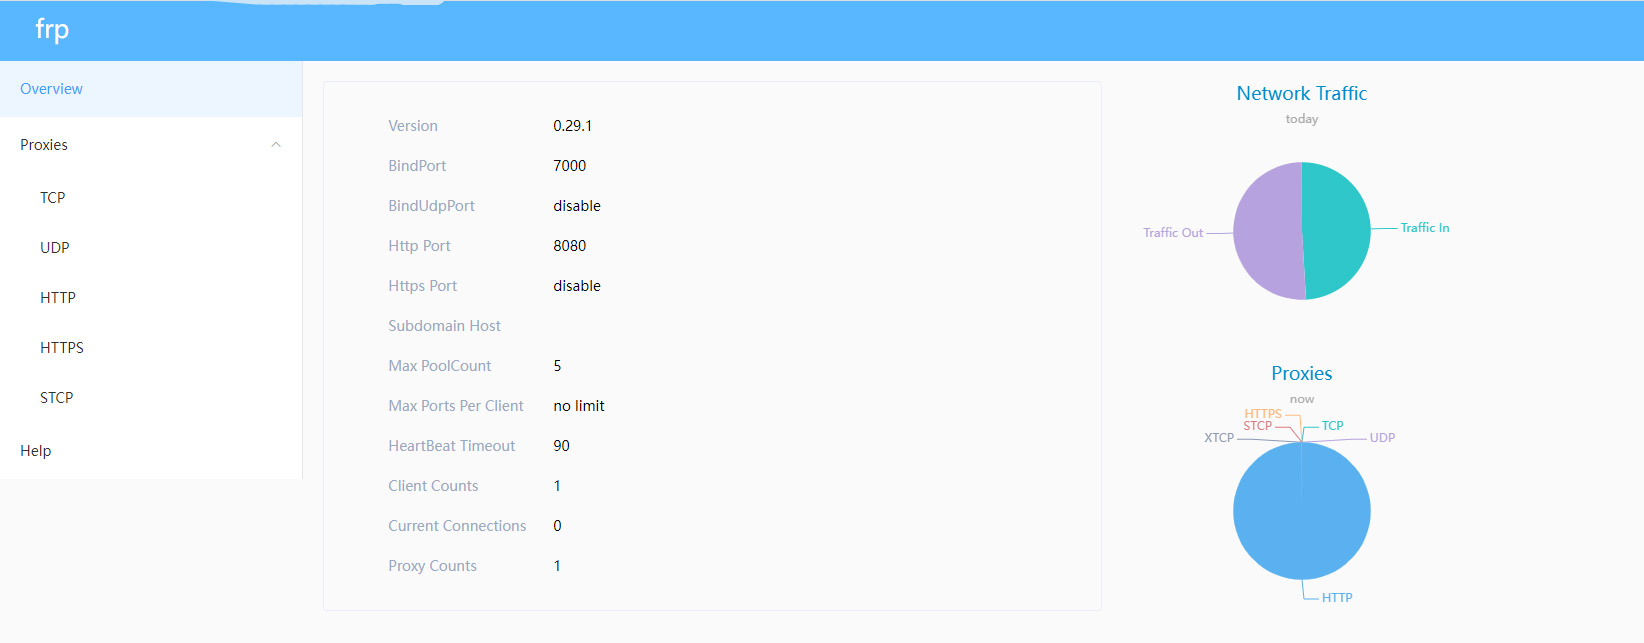 frp
Overview
Proxies
TCP
UDP
HTTP
HTTPS
STCP
Help
Version 0.29.1
BindPort 7000
BindUdpPort disable
Http Port 8080
Https Port disable
Subdomain Host
Max PoolCount 5
Max Ports Per Client no limit
HeartBeat Timeout 90
Client Counts 1
Current Connections 0
Proxy Counts 1
Network Traffic
today
Traffic Out
Traffic In
Proxies
now
HTTPS
STCP
TCP
XTCP
UDP
HTTP